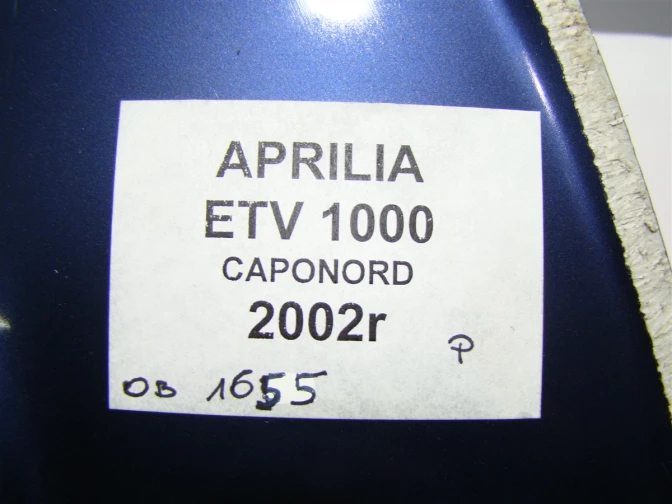 APRILIA
ETV 1000
CAPONORD
2002r
P
OB 1655